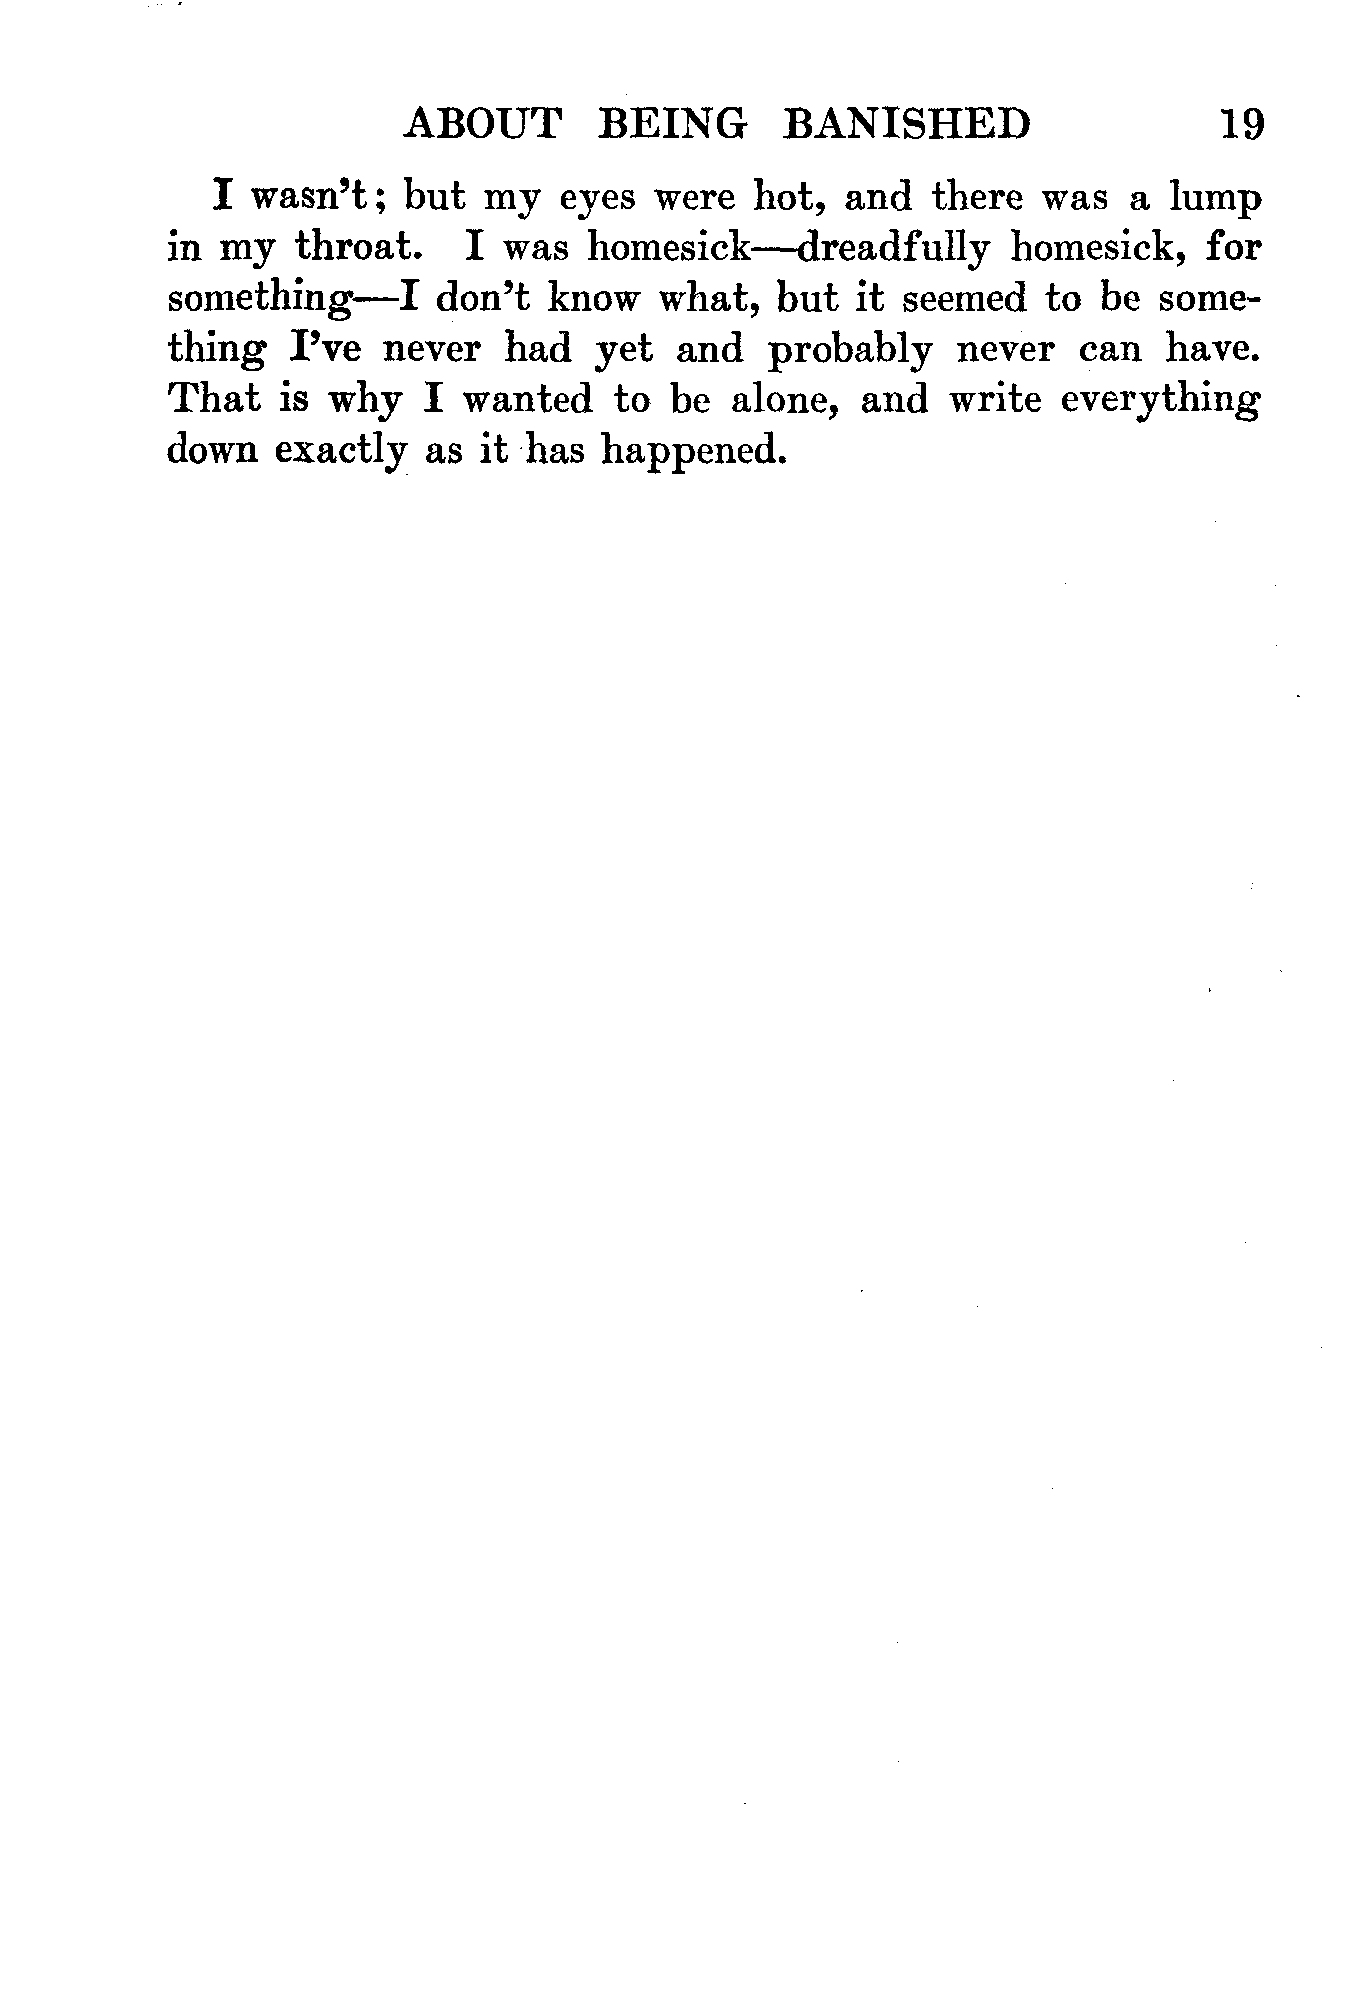 ABOUT BEING BANISHED 19
I wasn't; but my eyes were hot, and there was a lump
in my throat. I was homesick—dreadfully homesick, for
something—I don't know what, but it seemed to be some-
thing I've never had yet and probably never can have.
That is why I wanted to be alone, and write everything
down exactly as it has happened.